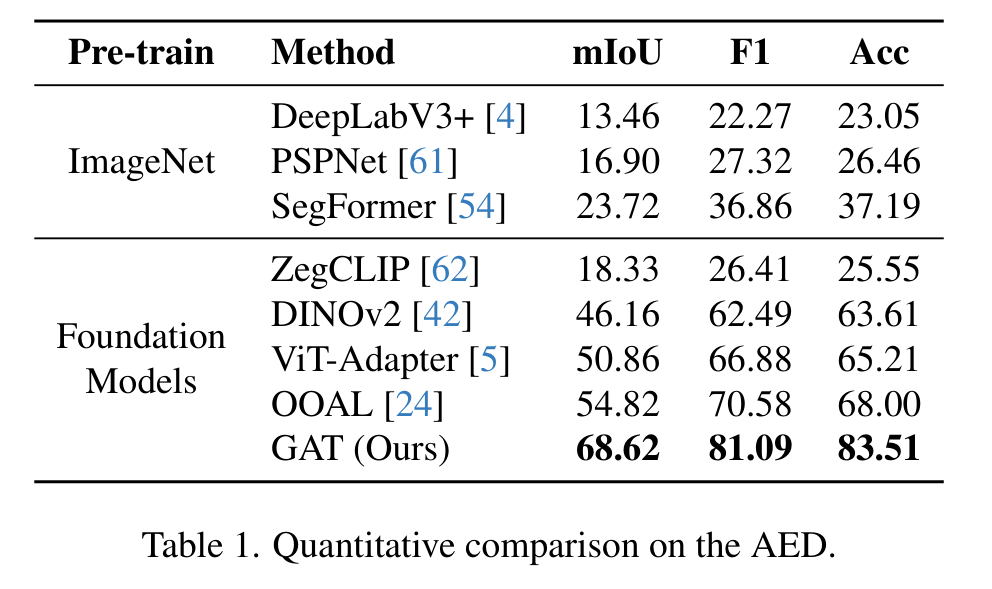 Pre-train Method mIoU F1 Acc
DeepLabV3+ [4] 13.46 22.27 23.05
ImageNet PSPNet [61] 16.90 27.32 26.46
SegFormer [54] 23.72 36.86 37.19
ZegCLIP [62] 18.33 26.41 25.55
DINOv2 [42] 46.16 62.49 63.61
Foundation Models ViT-Adapter [5] 50.86 66.88 65.21
OOAL [24] 54.82 70.58 68.00
GAT (Ours) 68.62 81.09 83.51
Table 1. Quantitative comparison on the AED.